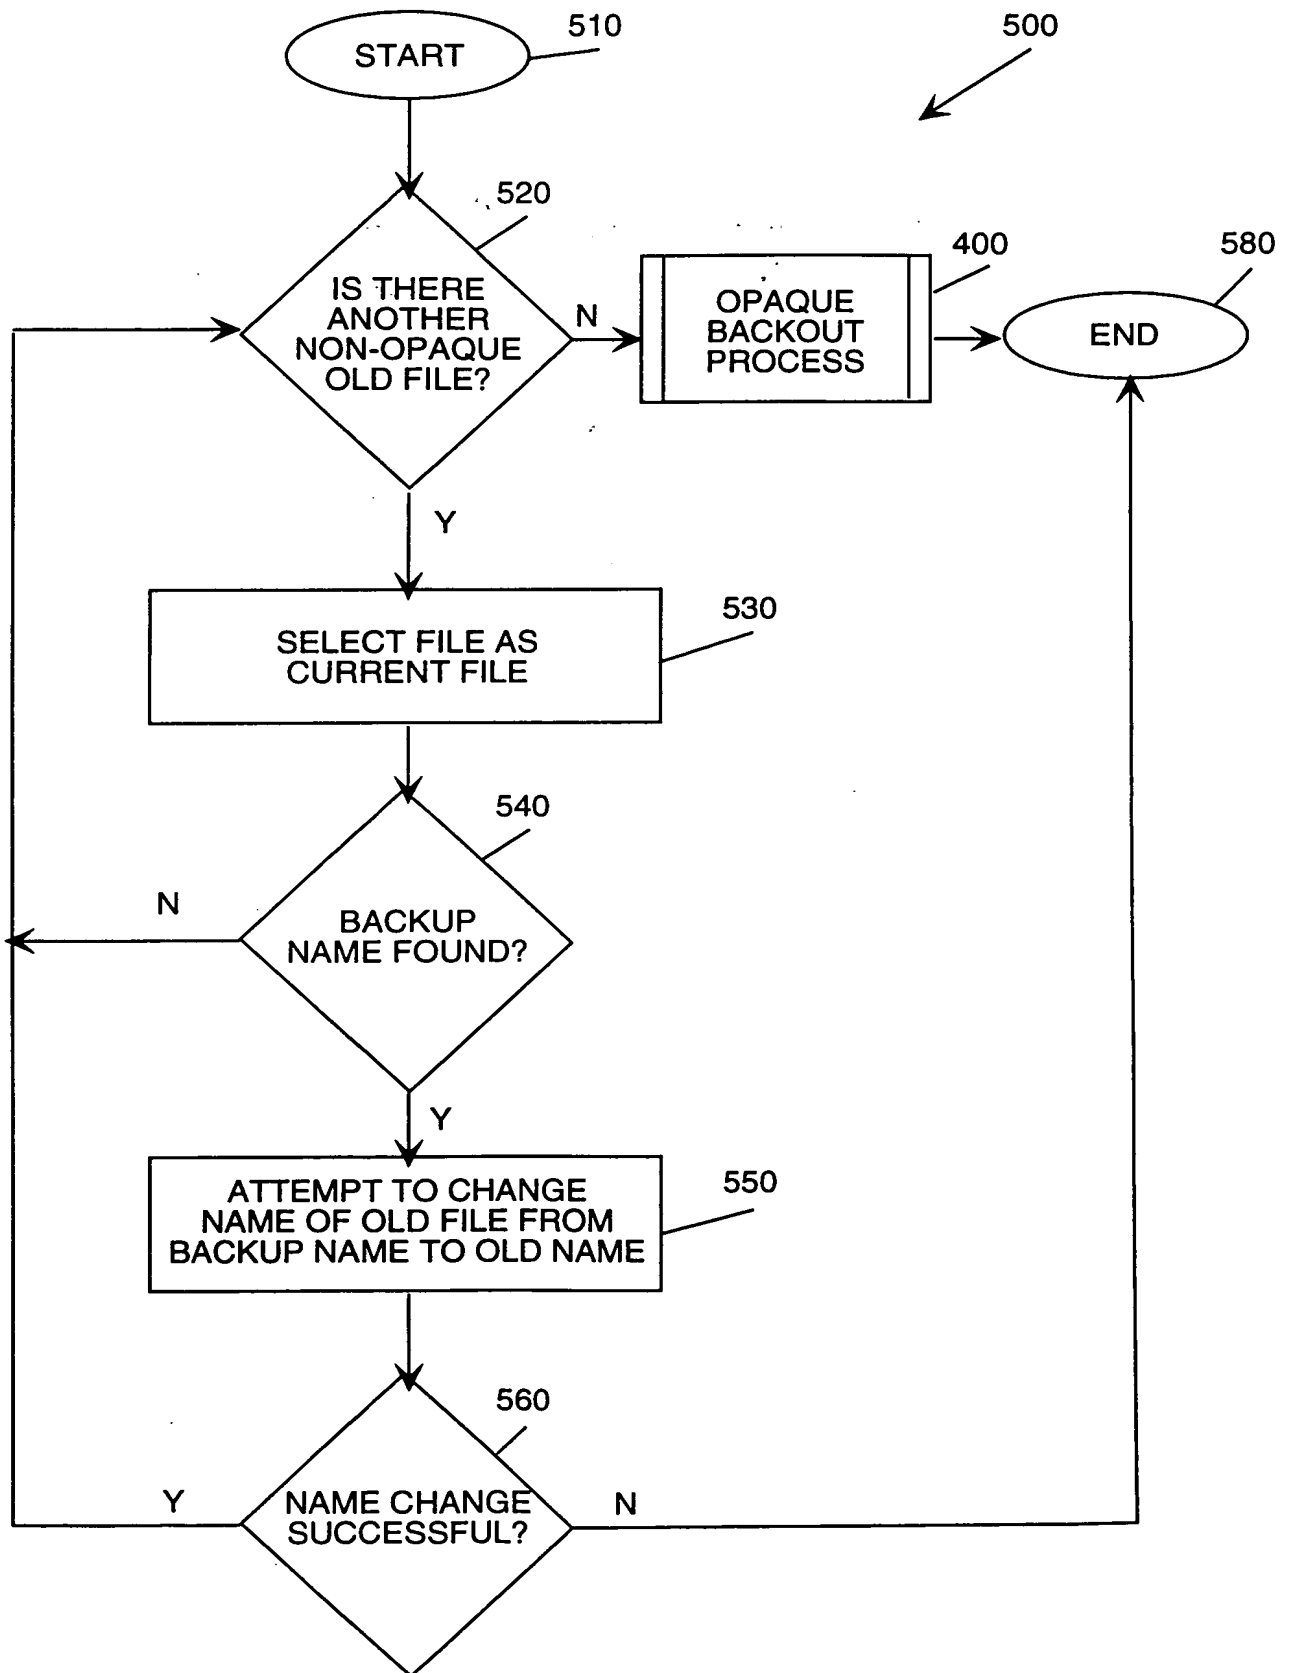 510
500
START
520
400
580
IS THERE
ANOTHER
NON-OPAQUE
OLD FILE?
N
OPAQUE
BACKOUT
PROCESS
END
Y
530
SELECT FILE AS
CURRENT FILE
540
N
BACKUP
NAME FOUND?
Y
550
ATTEMPT TO CHANGE
NAME OF OLD FILE FROM
BACKUP NAME TO OLD NAME
560
Y
NAME CHANGE
SUCCESSFUL?
N